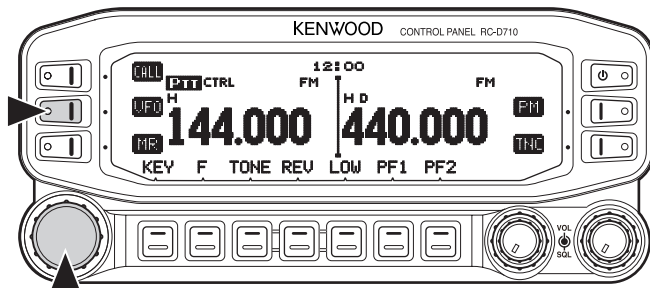 KENWOOD CONTROL PANEL RC-D710
12:00
CALL PTT CTRL FM FM
VFO H H D PM
144.000 440.000
MR TNC
KEY F TONE REV LOW PF1 PF2
VOL
SQL